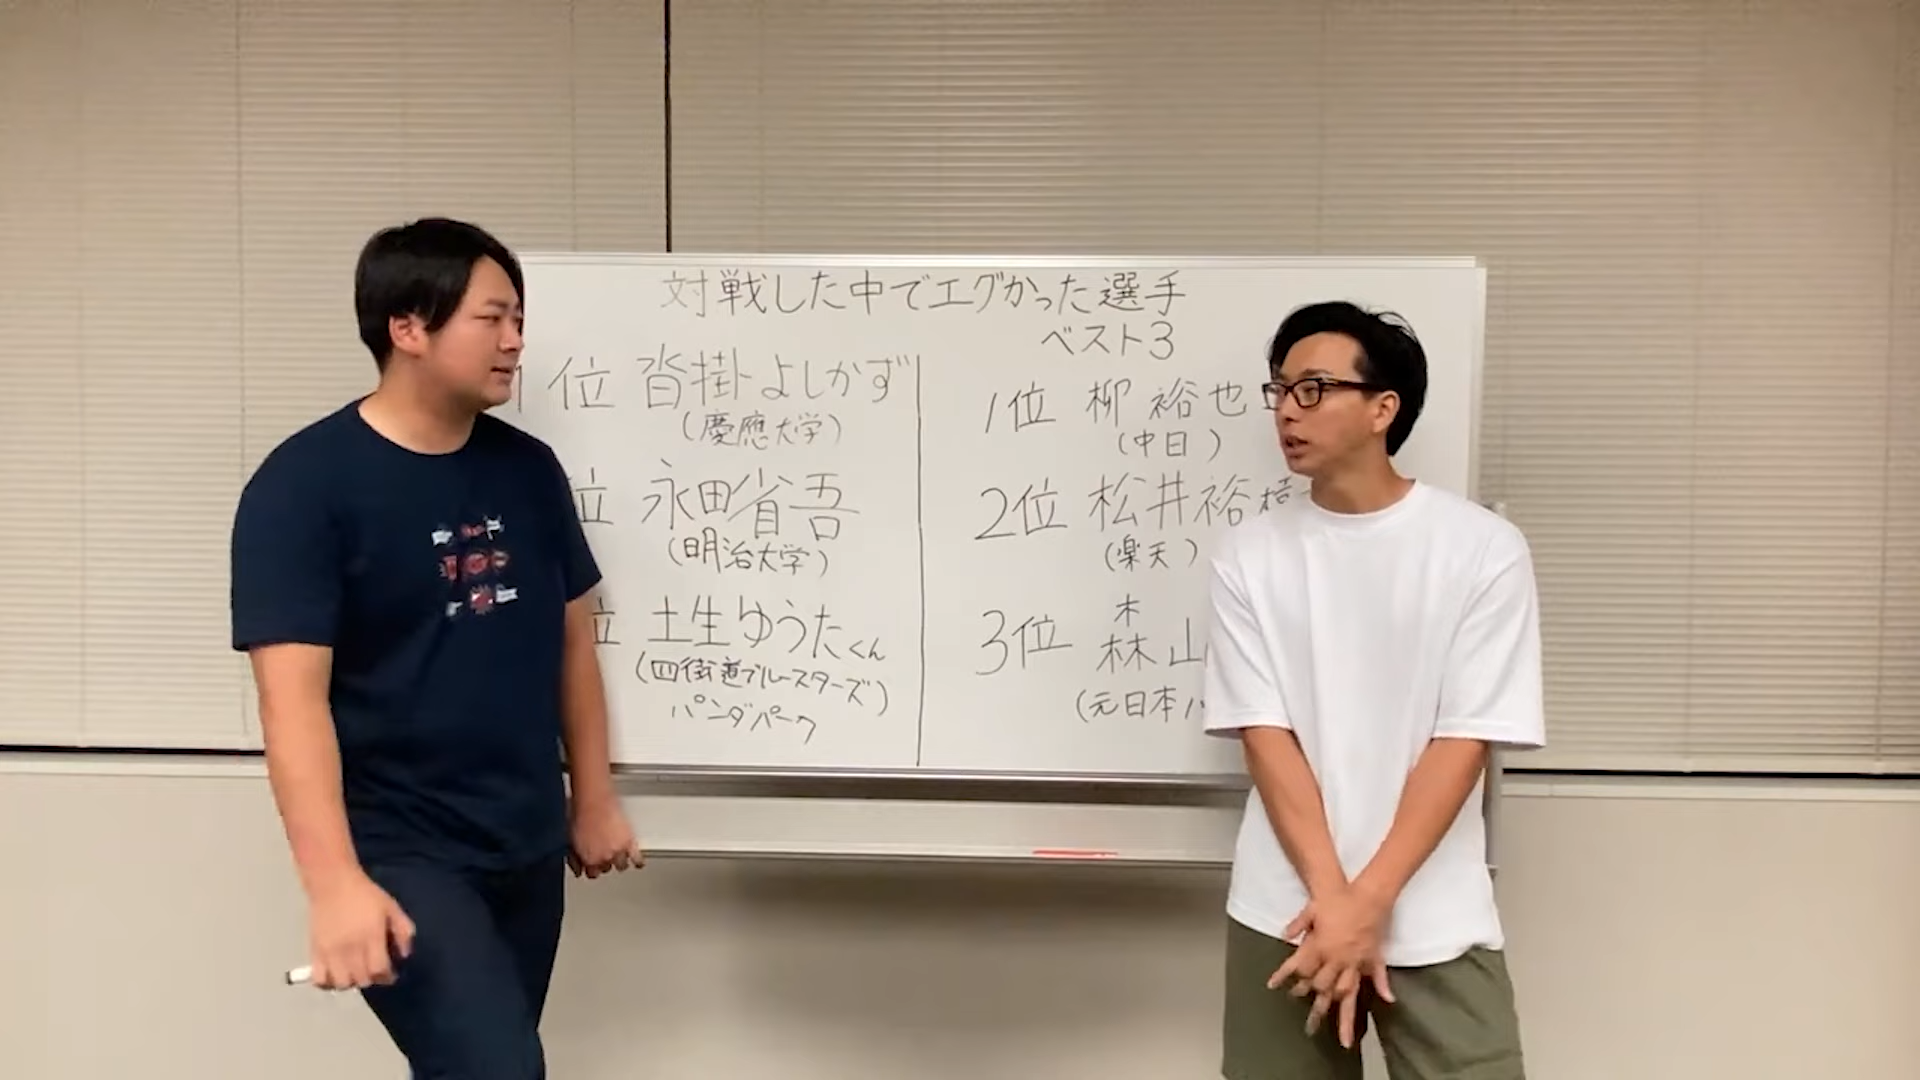 対戦した中でエグかった選手
ベスト3
1位 沓掛よしかず
(慶應大学)
位 永田省吾
(明治大学)
位 土生ゆうたくん
(四街道ブルースターズ)
パンダパーク
1位 柳裕也
(中日)
2位 松井裕樹
(楽天)
3位 森山
(元日本ハ